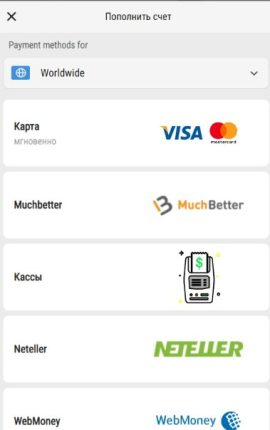 Пополнить счет
Payment methods for
Worldwide
Карта
мгновенно
VISA
mastercard
Muchbetter
MuchBetter
Кассы
$
Neteller
NETELLER
WebMoney
WebMoney